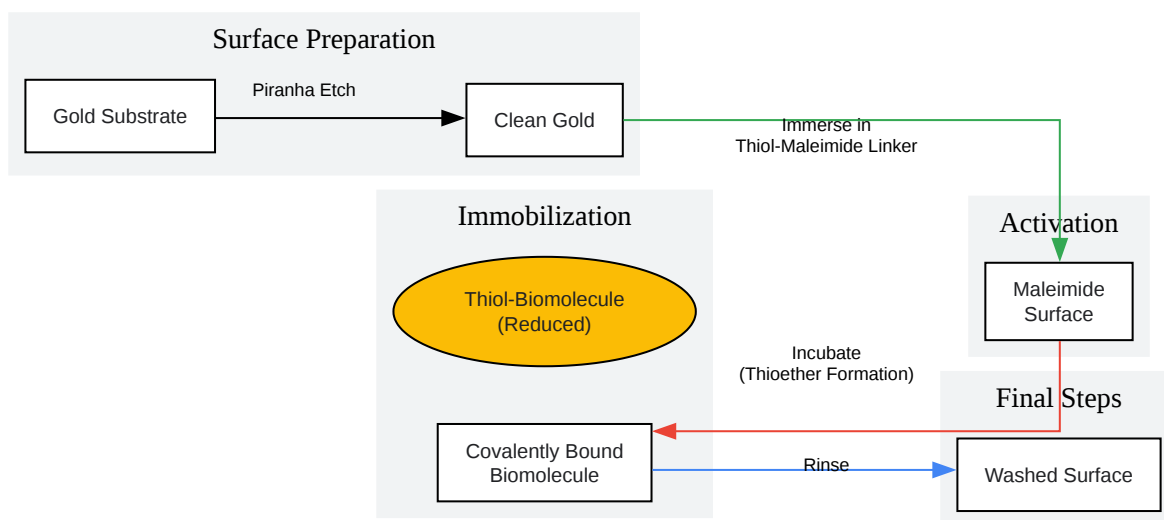 Surface Preparation
Gold Substrate
Piranha Etch
Clean Gold
Immerse in
Thiol-Maleimide Linker
Immobilization
Thiol-Biomolecule
(Reduced)
Activation
Maleimide
Surface
Incubate
(Thioether Formation)
Covalently Bound
Biomolecule
Rinse
Final Steps
Washed Surface